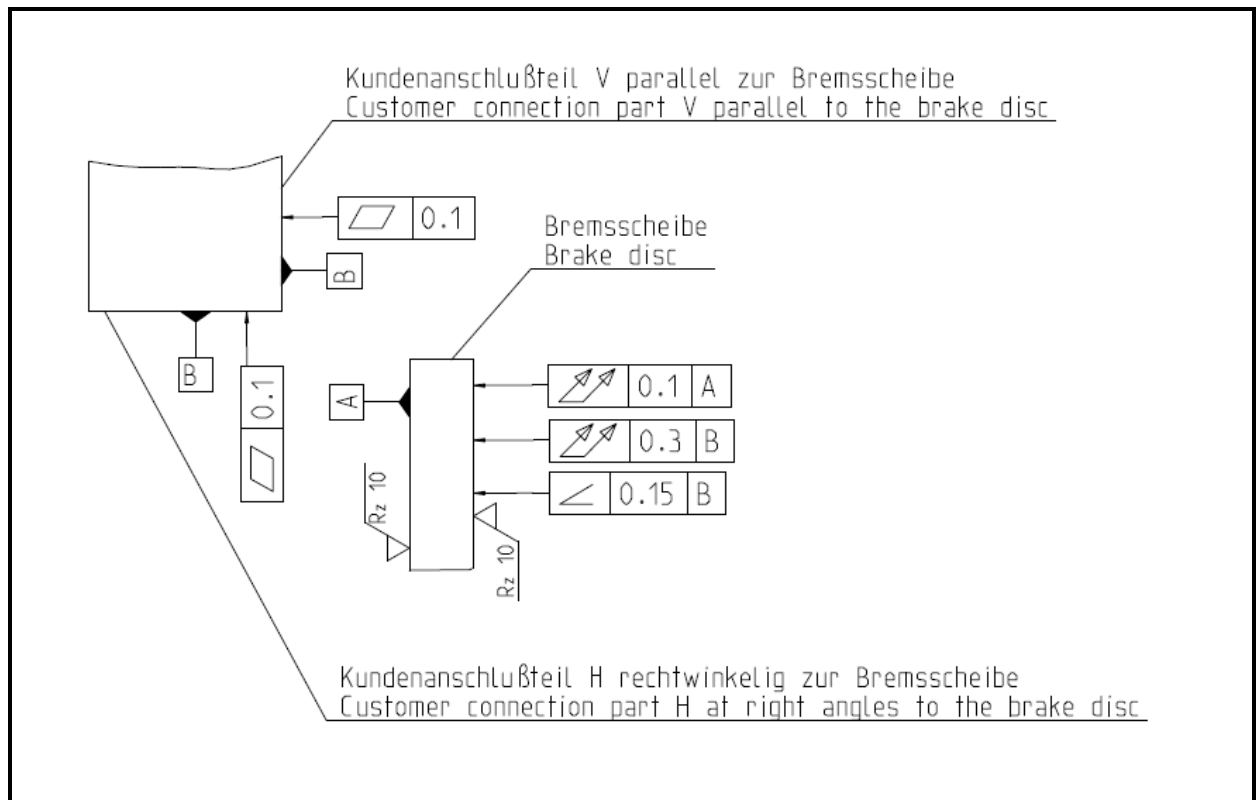 Kundenanschlußteil V parallel zur Bremsscheibe
Customer connection part V parallel to the brake disc
0.1
B
Bremsscheibe
Brake disc
B
0.1
A
0.1 A
0.3 B
0.15 B
Rz 10
Rz 10
Kundenanschlußteil H rechtwinkelig zur Bremsscheibe
Customer connection part H at right angles to the brake disc